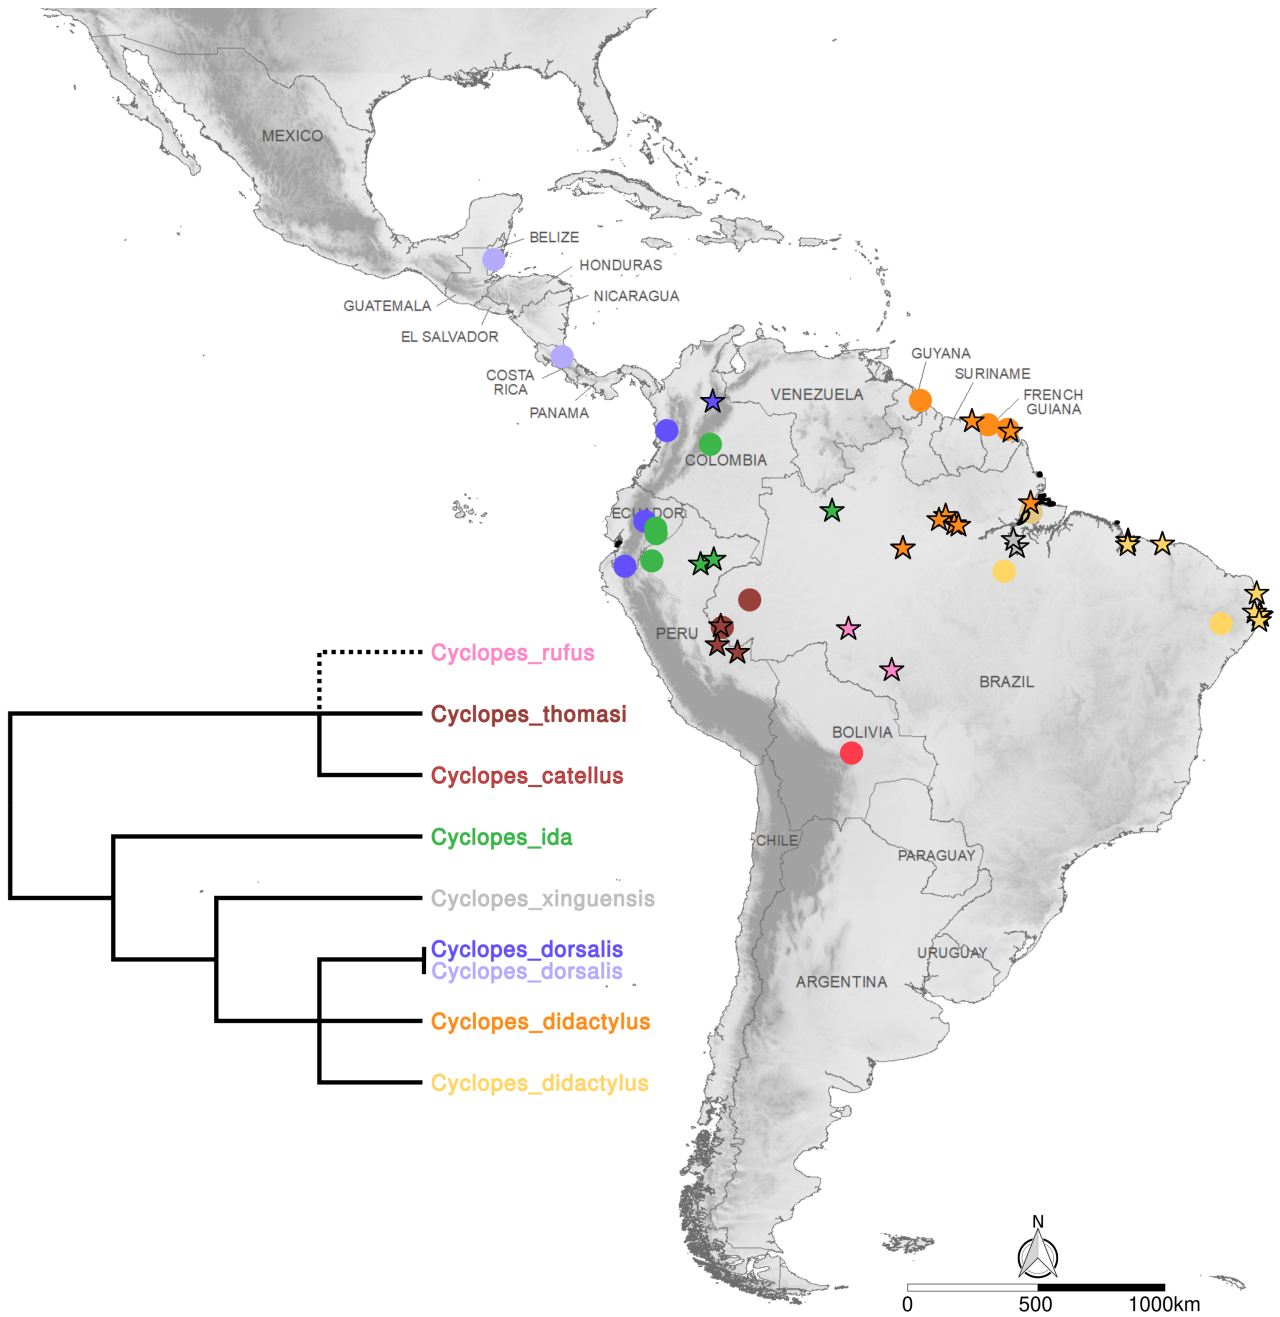 MEXICO
BELIZE
HONDURAS
NICARAGUA
GUATEMALA
EL SALVADOR
COSTA
RICA
PANAMA
GUYANA
SURINAME
FRENCH
GUIANA
VENEZUELA
COLOMBIA
ECUADOR
PERU
BRAZIL
BOLIVIA
CHILE
PARAGUAY
URUGUAY
ARGENTINA
Cyclopes_rufus
Cyclopes_thomasi
Cyclopes_catellus
Cyclopes_ida
Cyclopes_xinguensis
Cyclopes_dorsalis
Cyclopes_dorsalis
Cyclopes_didactylus
Cyclopes_didactylus
N
0 500 1000km